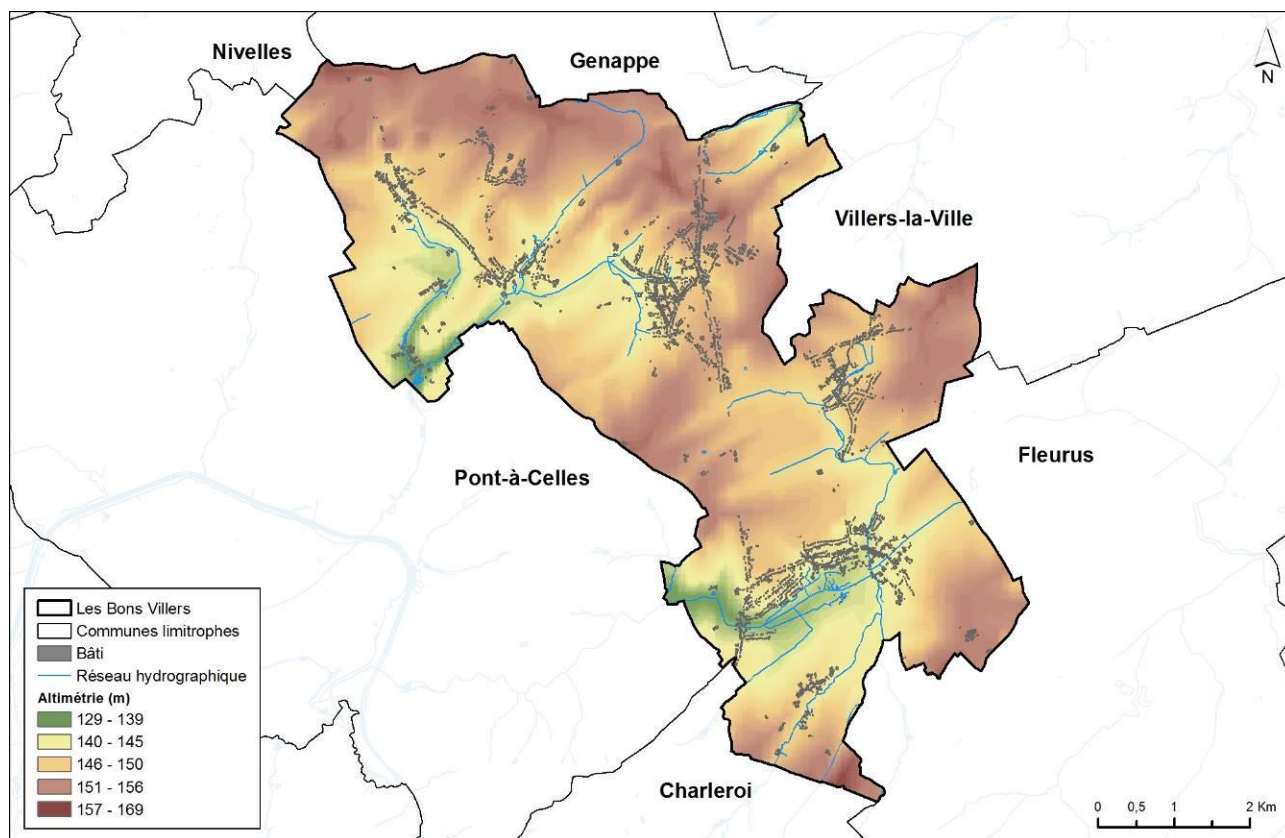 Nivelles
Genappe
N
Villers-la-Ville
Fleurus
Pont-à-Celles
Charleroi
Les Bons Villers
Communes limitrophes
Bâti
Réseau hydrographique
Altimétrie (m)
129 - 139
140 - 145
146 - 150
151 - 156
157 - 169
0 0,5 1 2 Km